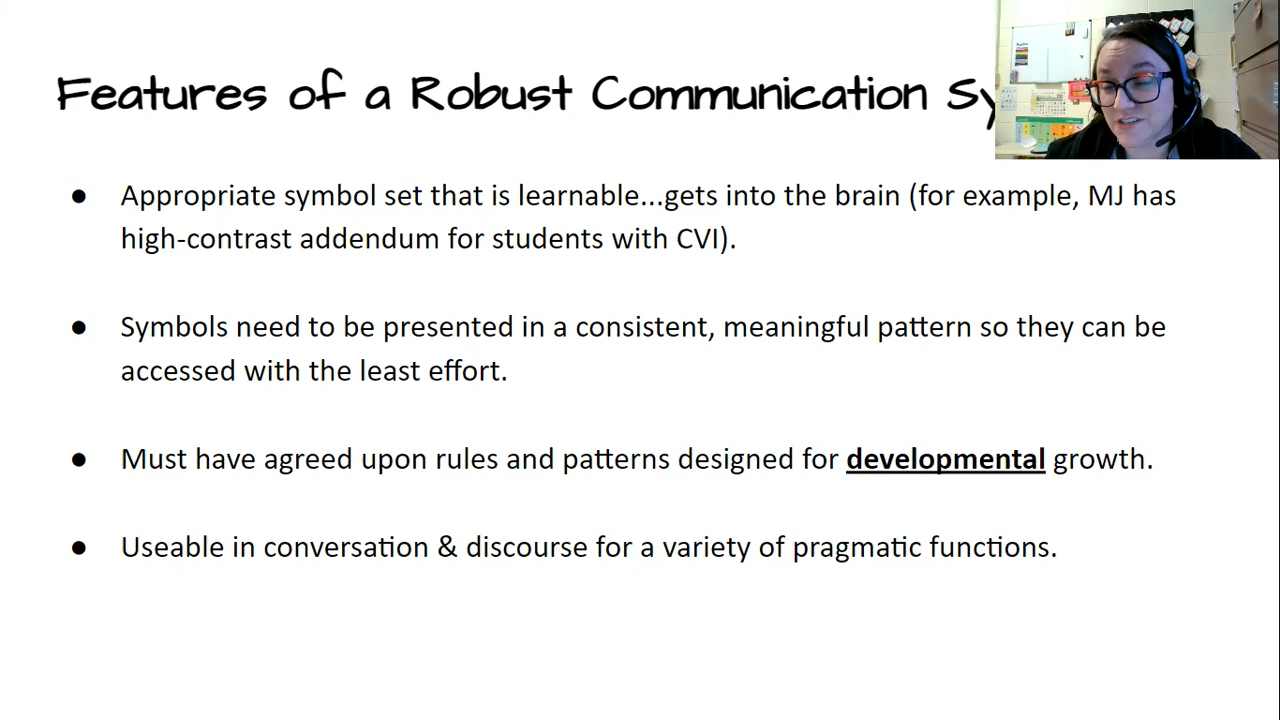 Features of a Robust Communication Sy
● Appropriate symbol set that is learnable...gets into the brain (for example, MJ has
high-contrast addendum for students with CVI).
● Symbols need to be presented in a consistent, meaningful pattern so they can be
accessed with the least effort.
● Must have agreed upon rules and patterns designed for developmental growth.
● Useable in conversation & discourse for a variety of pragmatic functions.